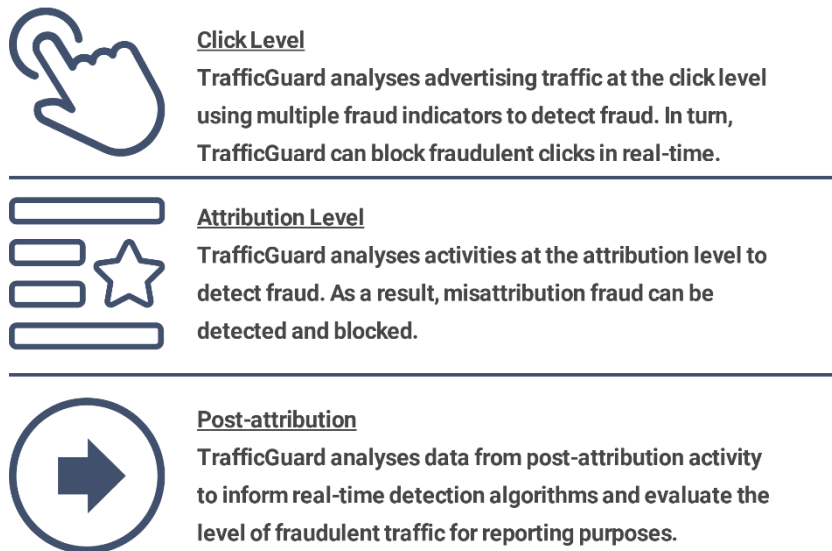 Click Level
TrafficGuard analyses advertising traffic at the click level
using multiple fraud indicators to detect fraud. In turn,
TrafficGuard can block fraudulent clicks in real-time.
Attribution Level
TrafficGuard analyses activities at the attribution level to
detect fraud. As a result, misattribution fraud can be
detected and blocked.
Post-attribution
TrafficGuard analyses data from post-attribution activity
to inform real-time detection algorithms and evaluate the
level of fraudulent traffic for reporting purposes.